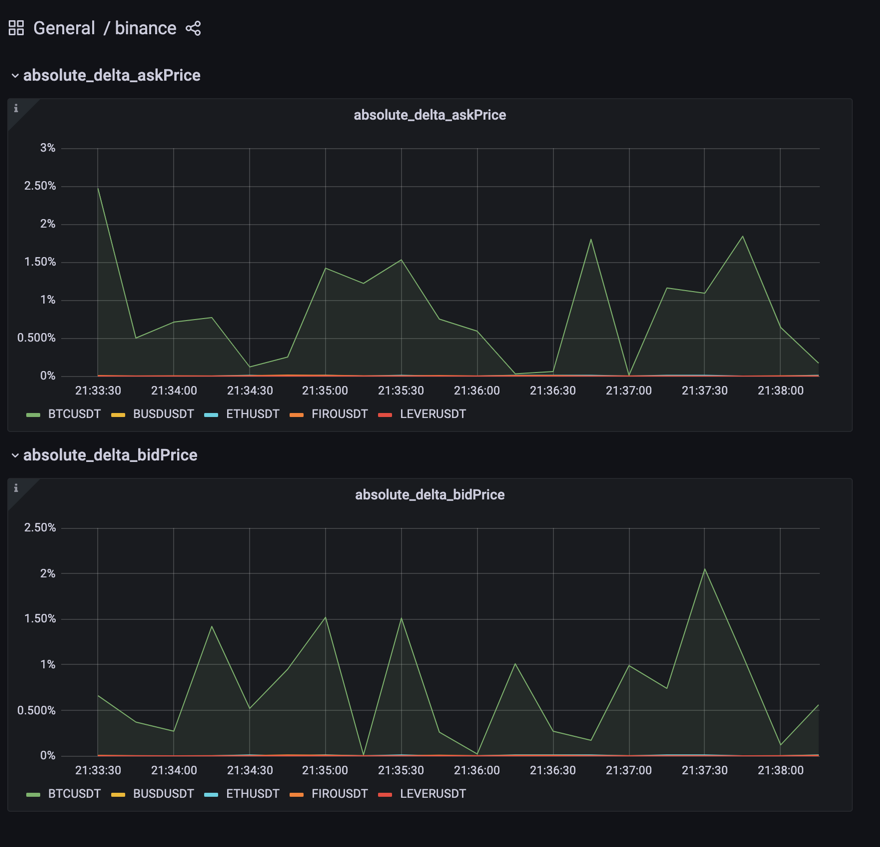 General / binance
absolute_delta_askPrice
i
absolute_delta_askPrice
3%
2.50%
2%
1.50%
1%
0.500%
0%
21:33:30 21:34:00 21:34:30 21:35:00 21:35:30 21:36:00 21:36:30 21:37:00 21:37:30 21:38:00
BTCUSDT BUSDUSDT ETHUSDT FIROUSDT LEVERUSDT
absolute_delta_bidPrice
i
absolute_delta_bidPrice
2.50%
2%
1.50%
1%
0.500%
0%
21:33:30 21:34:00 21:34:30 21:35:00 21:35:30 21:36:00 21:36:30 21:37:00 21:37:30 21:38:00
BTCUSDT BUSDUSDT ETHUSDT FIROUSDT LEVERUSDT